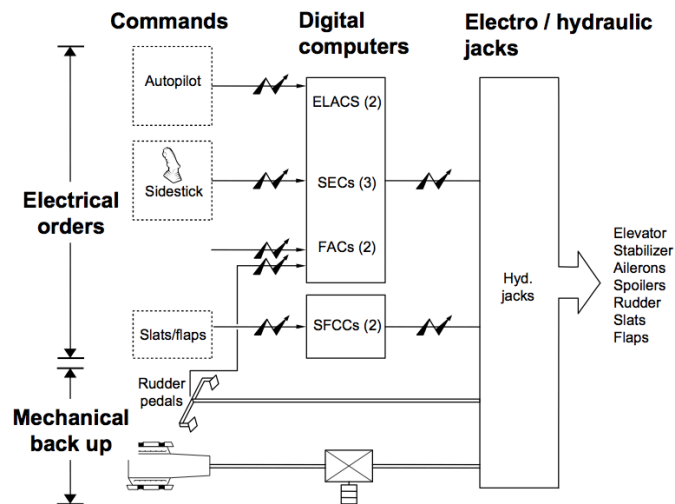 Commands
Digital
computers
Electro / hydraulic
jacks
Autopilot
ELACS (2)
Sidestick
SECs (3)
Electrical
orders
FACs (2)
Hyd.
jacks
Elevator
Stabilizer
Ailerons
Spoilers
Rudder
Slats
Flaps
Slats/flaps
SFCCs (2)
Rudder
pedals
Mechanical
back up